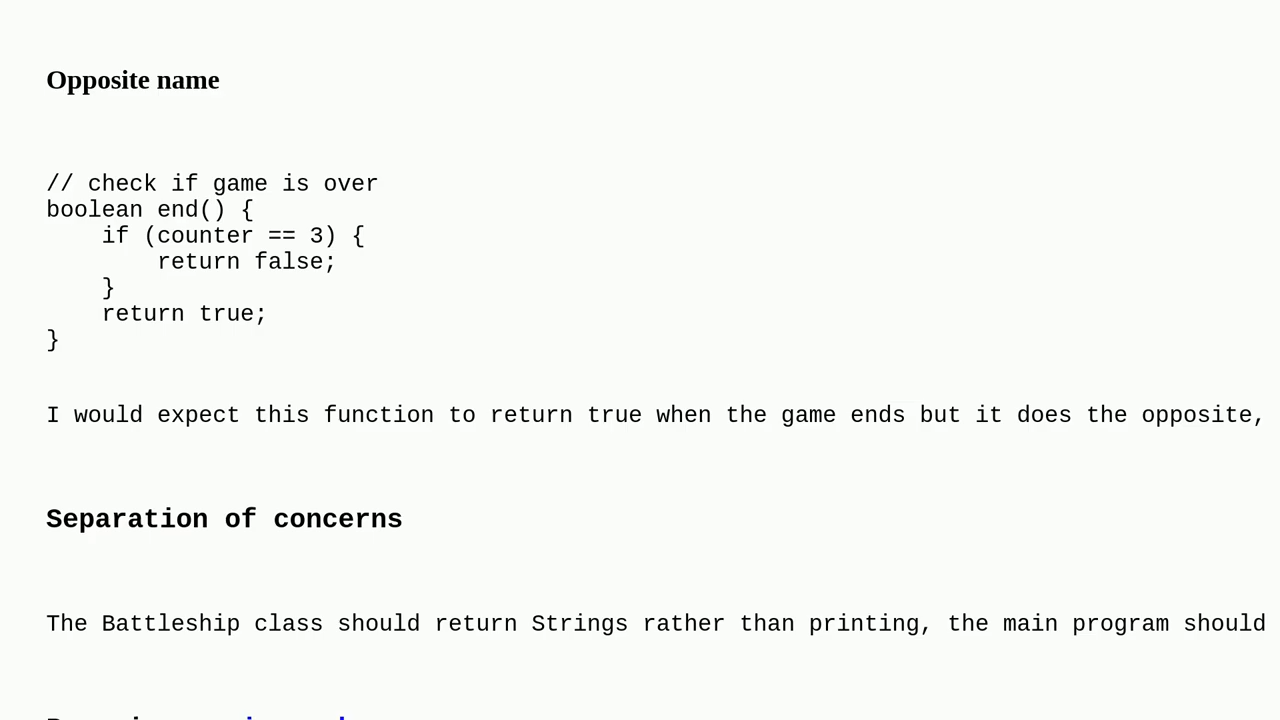 Opposite name
// check if game is over
boolean end() {
    if (counter == 3) {
        return false;
    }
    return true;
}
I would expect this function to return true when the game ends but it does the opposite,
Separation of concerns
The Battleship class should return Strings rather than printing, the main program should